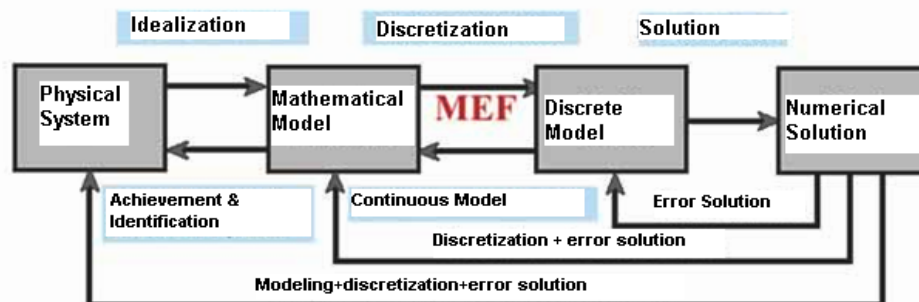 Idealization
Discretization
Solution
Physical
System
Mathematical
Model
MEF
Discrete
Model
Numerical
Solution
Achievement &
Identification
Continuous Model
Error Solution
Discretization + error solution
Modeling+discretization+error solution